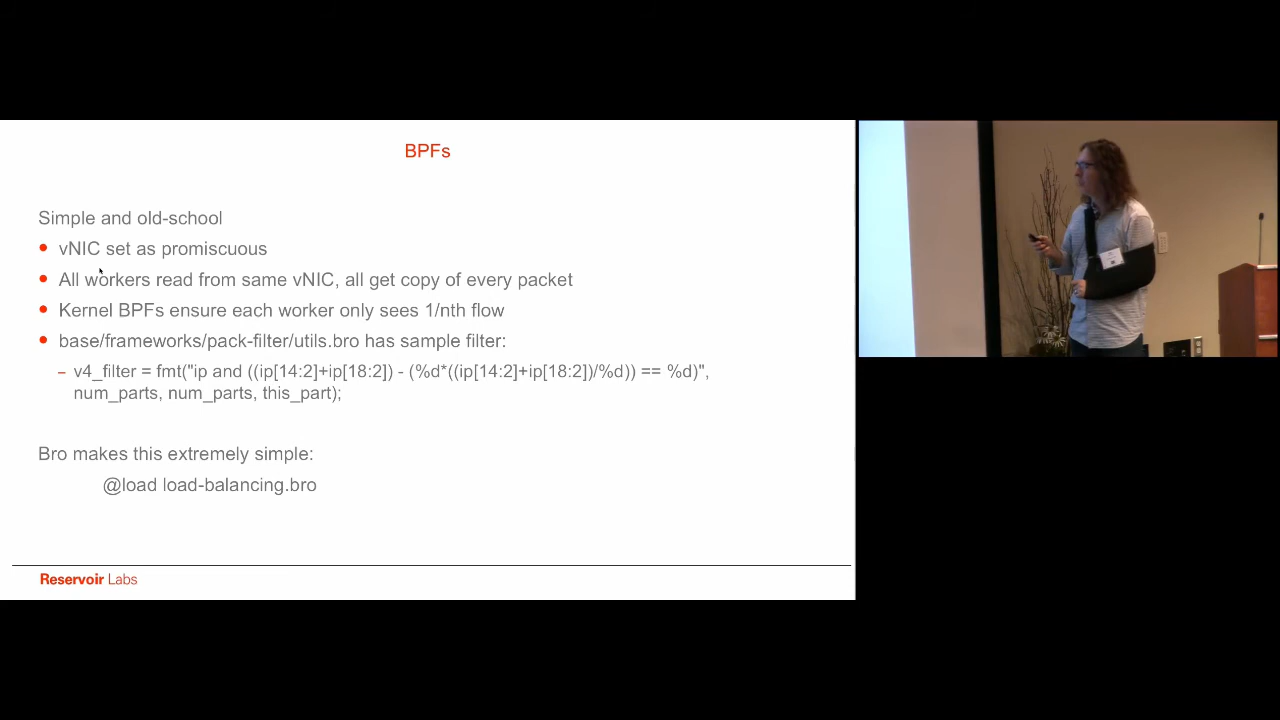 BPFs
Simple and old-school
• vNIC set as promiscuous
• All workers read from same vNIC, all get copy of every packet
• Kernel BPFs ensure each worker only sees 1/nth flow
• base/frameworks/pack-filter/utils.bro has sample filter:
– v4_filter = fmt("ip and ((ip[14:2]+ip[18:2]) - (%d*((ip[14:2]+ip[18:2])/%d)) == %d)",
num_parts, num_parts, this_part);
Bro makes this extremely simple:
@load load-balancing.bro
Reservoir Labs